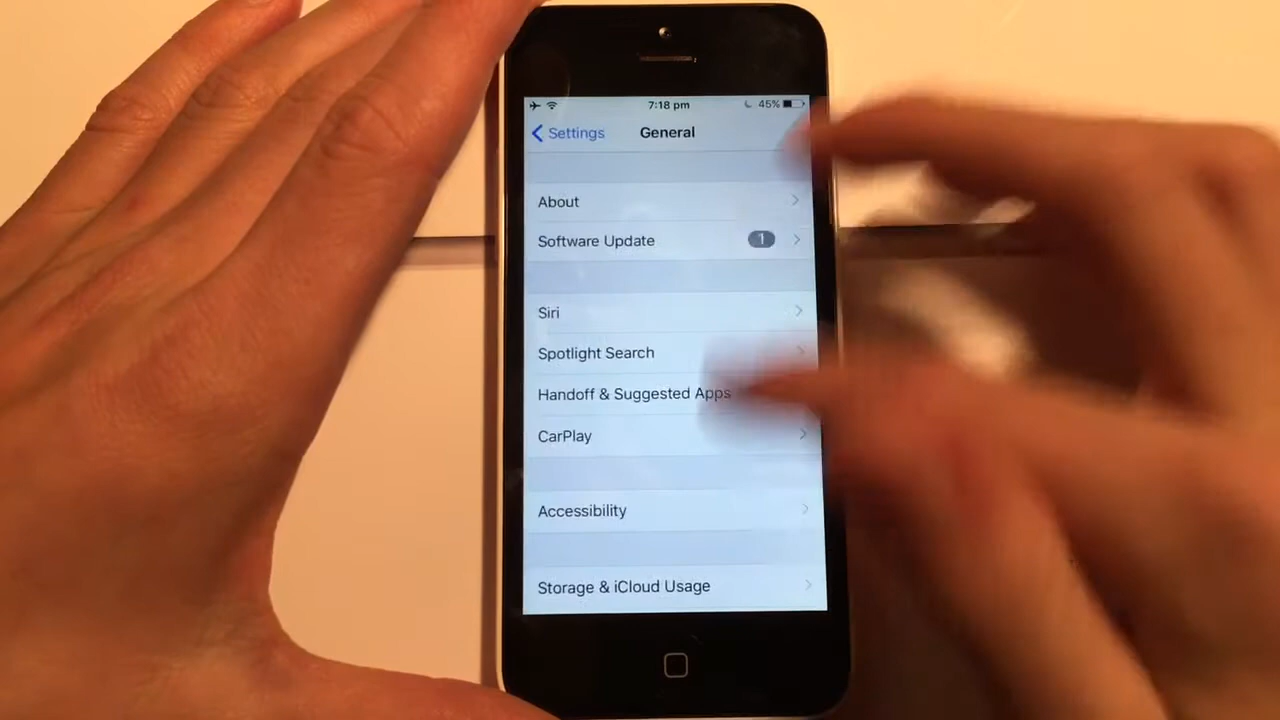 7:18 pm 45%
Settings General
About
Software Update 1
Siri
Spotlight Search
Handoff & Suggested Apps
CarPlay
Accessibility
Storage & iCloud Usage